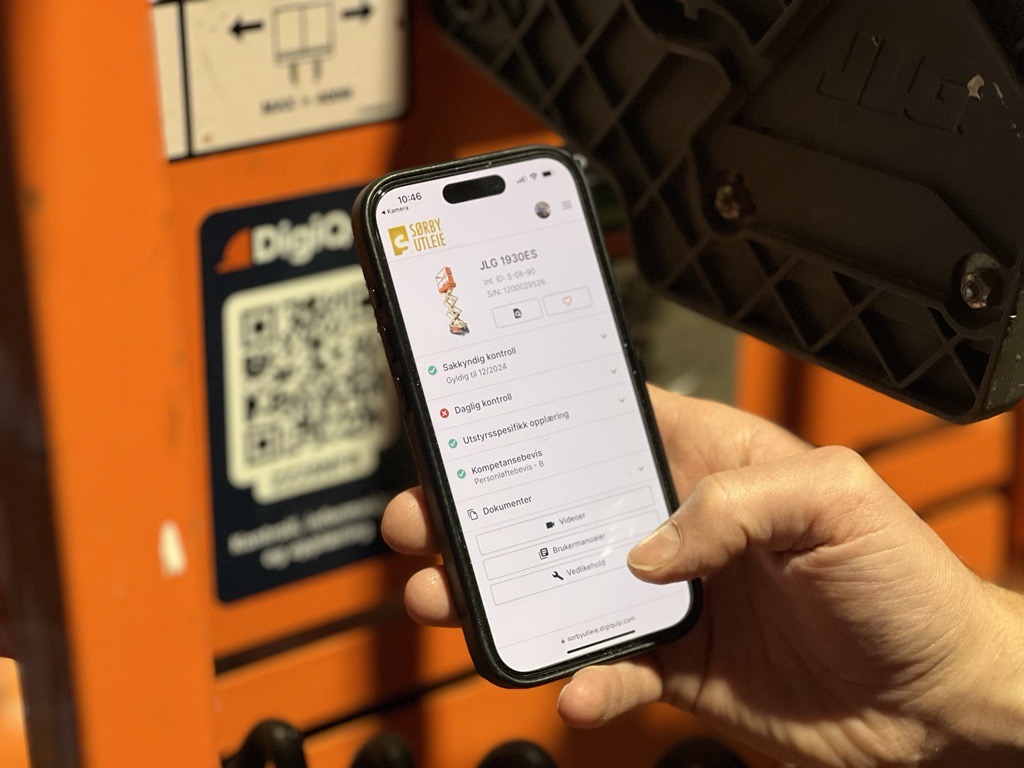 JLG
DigiQ
10:46
Kamera
SØRBY
UTLEIE
JLG 1930ES
Int. ID: S-08-90
S/N: 1200029526
Sakkyndig kontroll
Gyldig til 12/2024
Daglig kontroll
Utstyrsspesifikk opplæring
Kompetansebevis
Personløftebevis - B
Dokumenter
Videoer
Brukermanualer
Vedlikehold
sorbyutleie.digiquip.com